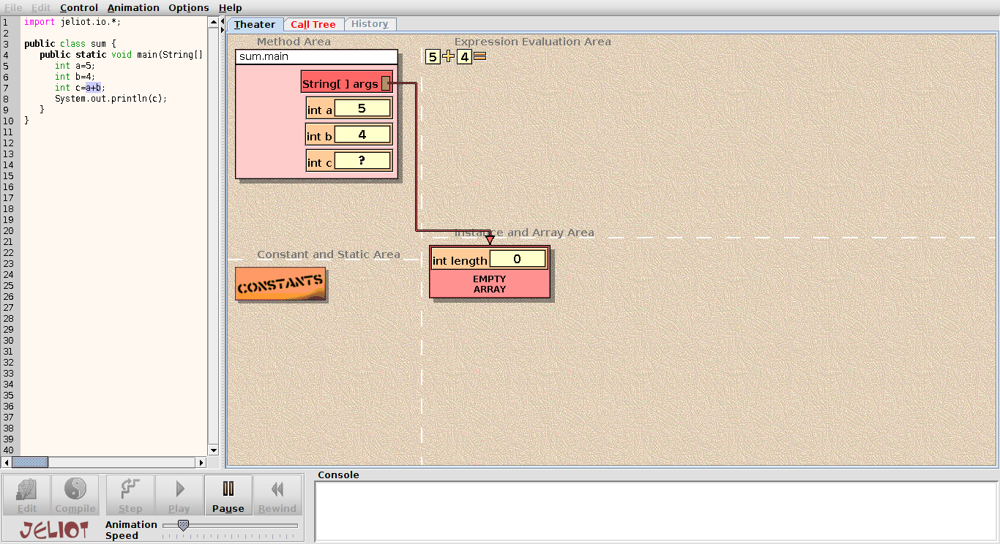 File Edit Control Animation Options Help
1 import jeliot.io.*;
2
3 public class sum {
4 public static void main(String[]
5 int a=5;
6 int b=4;
7 int c=a+b;
8 System.out.println(c);
9 }
10 }
11
12
13
14
15
16
17
18
19
20
21
22
23
24
25
26
27
28
29
30
31
32
33
34
35
36
37
38
39
40
Theater Call Tree History
Method Area
sum.main
String[ ] args
int a 5
int b 4
int c ?
Expression Evaluation Area
5 + 4 =
Constant and Static Area
CONSTANTS
Instance and Array Area
int length 0
EMPTY
ARRAY
Edit Compile Step Play Pause Rewind
JELIOT
Animation
Speed
Console